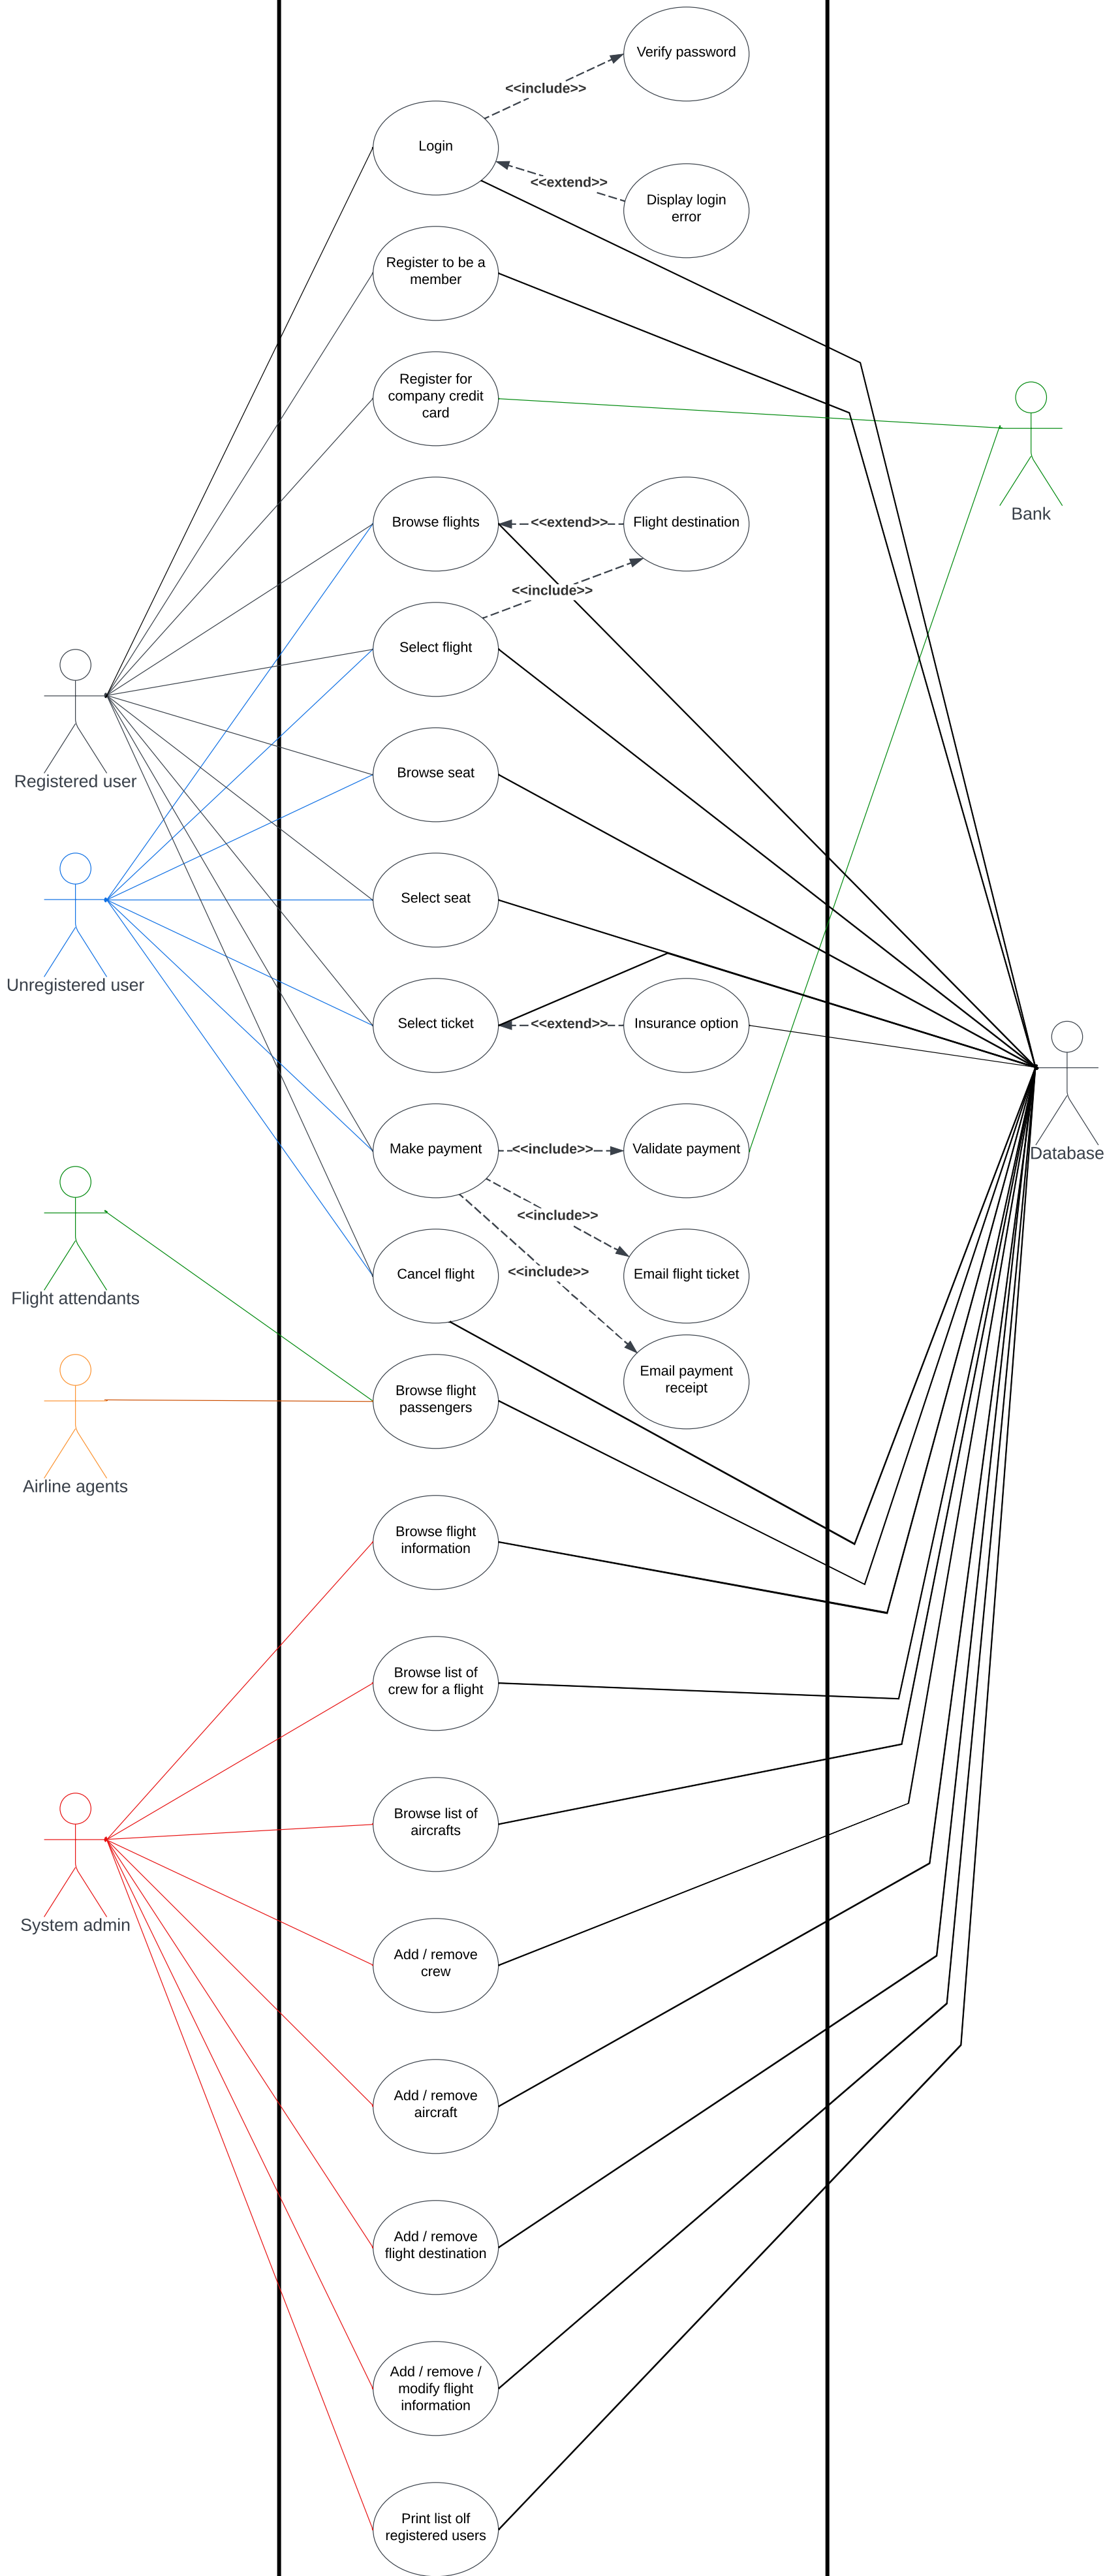 Verify password
<<include>>
Login
<<extend>>
Display login
error
Register to be a
member
Register for
company credit
card
Bank
Browse flights
<<extend>>
Flight destination
<<include>>
Select flight
Registered user
Browse seat
Select seat
Unregistered user
Select ticket
<<extend>>
Insurance option
Database
Make payment
<<include>>
Validate payment
<<include>>
Cancel flight
<<include>>
Email flight ticket
Flight attendants
Email payment
receipt
Browse flight
passengers
Airline agents
Browse flight
information
Browse list of
crew for a flight
Browse list of
aircrafts
System admin
Add / remove
crew
Add / remove
aircraft
Add / remove
flight destination
Add / remove /
modify flight
information
Print list olf
registered users